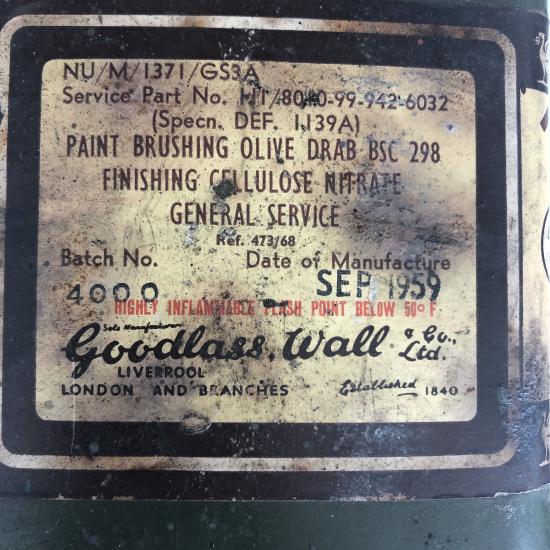 NU/M/1371/GS3A
Service Part No. H1/8010-99-942-6032
(Specn. DEF. 1139A)
PAINT BRUSHING OLIVE DRAB BSC 298
FINISHING CELLULOSE NITRATE
GENERAL SERVICE
Ref. 473/68
Batch No. Date of Manufacture
4000 SEP 1959
HIGHLY INFLAMMABLE FLASH POINT BELOW 50° F
Sole Manufacturer
Goodlass, Wall & Co., Ltd.
LIVERPOOL
LONDON AND BRANCHES Established 1840